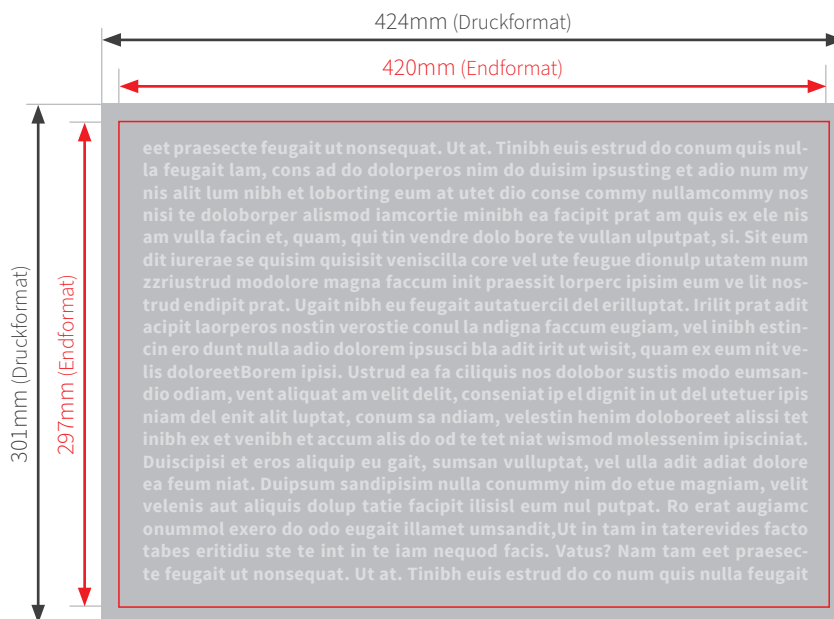 424mm (Druckformat)
420mm (Endformat)
301mm (Druckformat)
297mm (Endformat)
eet praesecte feugait ut nonsequat. Ut at. Tinibh euis estrud do conum quis nul-
la feugait lam, cons ad do dolorperos nim do duisim ipsusting et adio num my
nis alit lum nibh et loborting eum at utet dio conse commy nullamcommy nos
nisi te doloborper alismod iamcortie minibh ea facipit prat am quis ex ele nis
am vulla facin et, quam, qui tin vendre dolo bore te vullan ulputpat, si. Sit eum
dit iurerae se quisim quisisit veniscilla core vel ute feugue dionulp utatem num
zzriustrud modolore magna faccum init praessit lorperc ipisim eum ve lit nos-
trud endipit prat. Ugait nibh eu feugait autatuercil del erilluptat. Irilit prat adit
acipit laorperos nostin verostie conul la magna faccum eugiam, vel inibh estin-
cin ero dunt nulla adio dolorem ipsusci bla adit irit ut wisit, quam ex eum nit ve-
lis doloreetBorem ipisi. Ustrud ea fa ciliquis nos dolobor sustis modo eumsan-
dio odiam, vent aliquat am velit delit, conseniat ip el dignit in ut del utetuer ipis
niam del enit alit luptat, conum sa ndiam, velestin henim doloboreet alissi tet
inibh ex et venibh et accum alis do od te tet niat wismod molessenim ipissisiat.
Duiscipisi et eros aliquip eu gait, sumsan vulluptat, vel ulla adit adiat dolore
ea feum niat. Duipsum sandipisim nulla conummy nim do etue magniam, velit
velenis aut aliquis dolup tatie facipit ilisisl eum nul putpat. Ro erat augiamc
onummol exero do odo eugait illamet umsandit,Ut in tam in taterevides facto
tabes eritidiu ste te int in te iam nequod facis. Vatus? Nam tam eet praesec-
te feugait ut nonsequat. Ut at. Tinibh euis estrud do co num quis nulla feugait